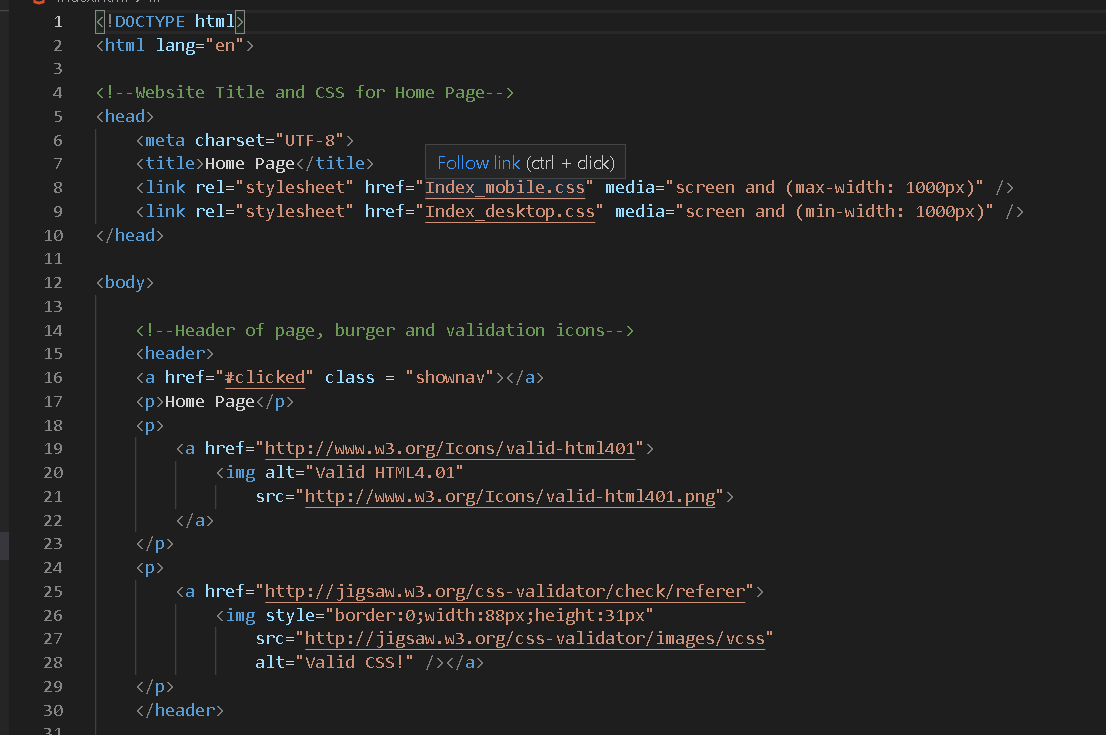 1 <!DOCTYPE html>
2 <html lang="en">
3
4 <!--Website Title and CSS for Home Page-->
5 <head>
6 <meta charset="UTF-8">
7 <title>Home Page</title>
Follow link (ctrl + click)
8 <link rel="stylesheet" href="Index_mobile.css" media="screen and (max-width: 1000px)" />
9 <link rel="stylesheet" href="Index_desktop.css" media="screen and (min-width: 1000px)" />
10 </head>
11
12 <body>
13
14 <!--Header of page, burger and validation icons-->
15 <header>
16 <a href="#clicked" class = "shownav"></a>
17 <p>Home Page</p>
18 <p>
19 <a href="http://www.w3.org/Icons/valid-html401">
20 <img alt="Valid HTML4.01"
21 src="http://www.w3.org/Icons/valid-html401.png">
22 </a>
23 </p>
24 <p>
25 <a href="http://jigsaw.w3.org/css-validator/check/referer">
26 <img style="border:0;width:88px;height:31px"
27 src="http://jigsaw.w3.org/css-validator/images/vcss"
28 alt="Valid CSS!" /></a>
29 </p>
30 </header>
31